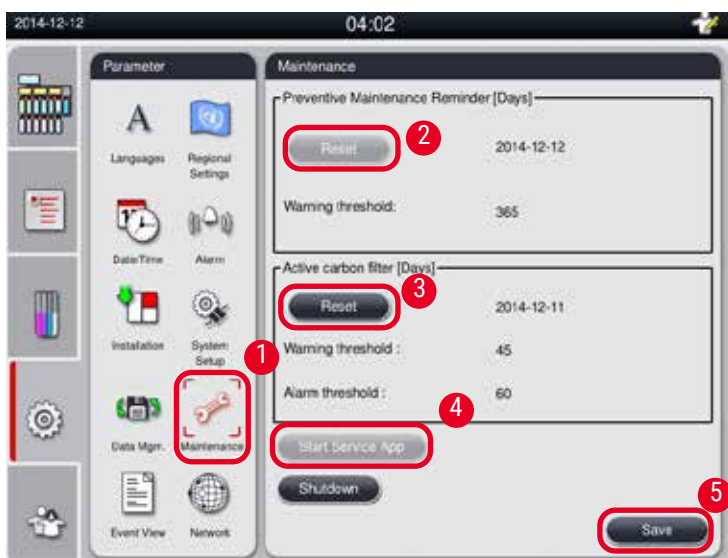 2014-12-12
04:02
Parameter
Languages
Regional Settings
Date/Time
Alarm
Installation
System Setup
Data Mgm.
Maintenance
Event View
Network
Maintenance
Preventive Maintenance Reminder [Days]
Reset
2
2014-12-12
Warning threshold:
365
Active carbon filter [Days]
Reset
3
2014-12-11
Warning threshold :
45
Alarm threshold :
60
1
4
Start Service App
Shutdown
5
Save